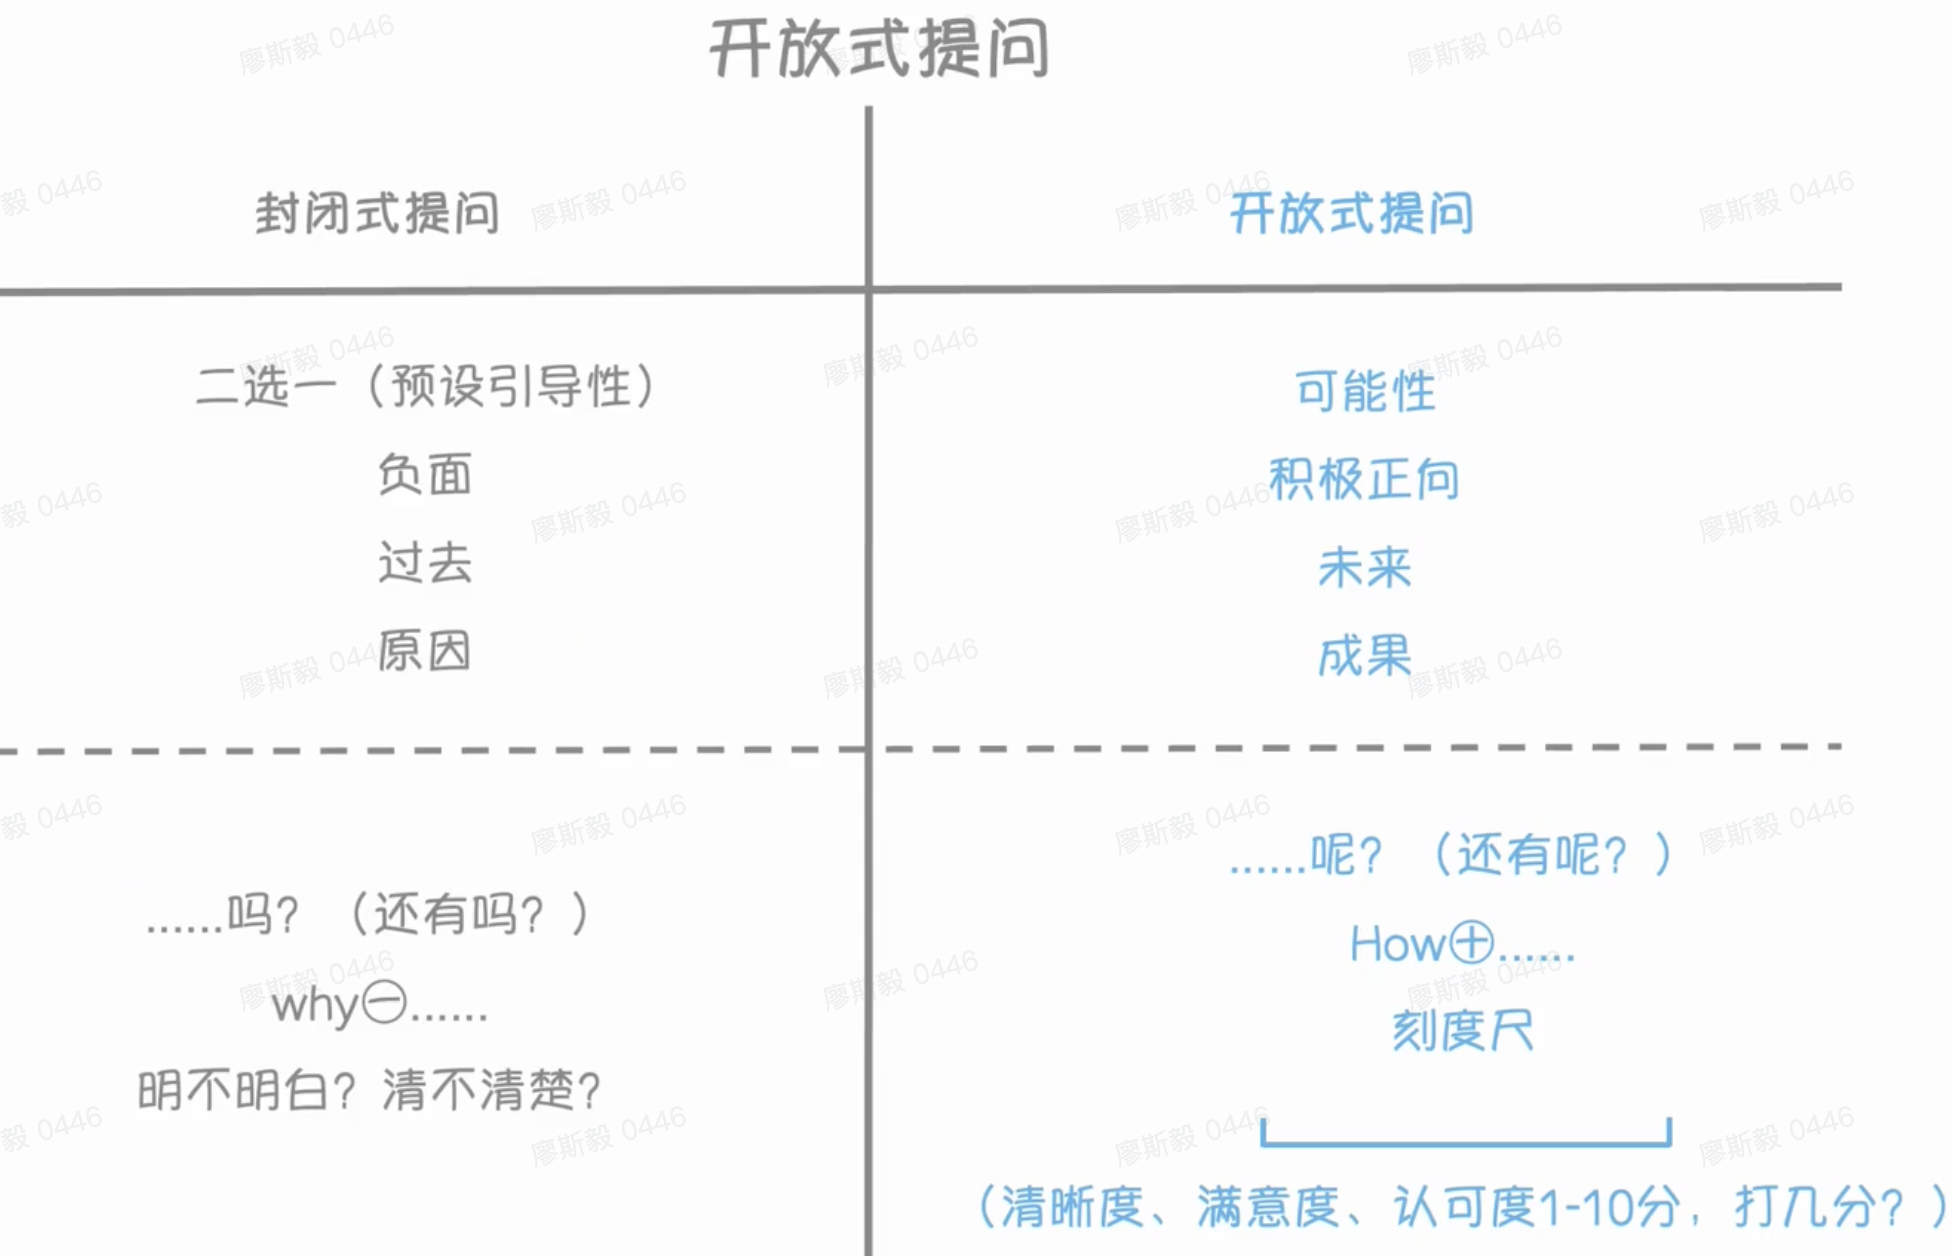 开放式提问
封闭式提问
开放式提问
二选一（预设引导性）
负面
过去
原因
可能性
积极正向
未来
成果
......吗？（还有吗？）
why㊀......
明不明白？清不清楚？
......呢？（还有呢？）
How⊕......
刻度尺
（清晰度、满意度、认可度1-10分，打几分？）
廖斯毅 0446